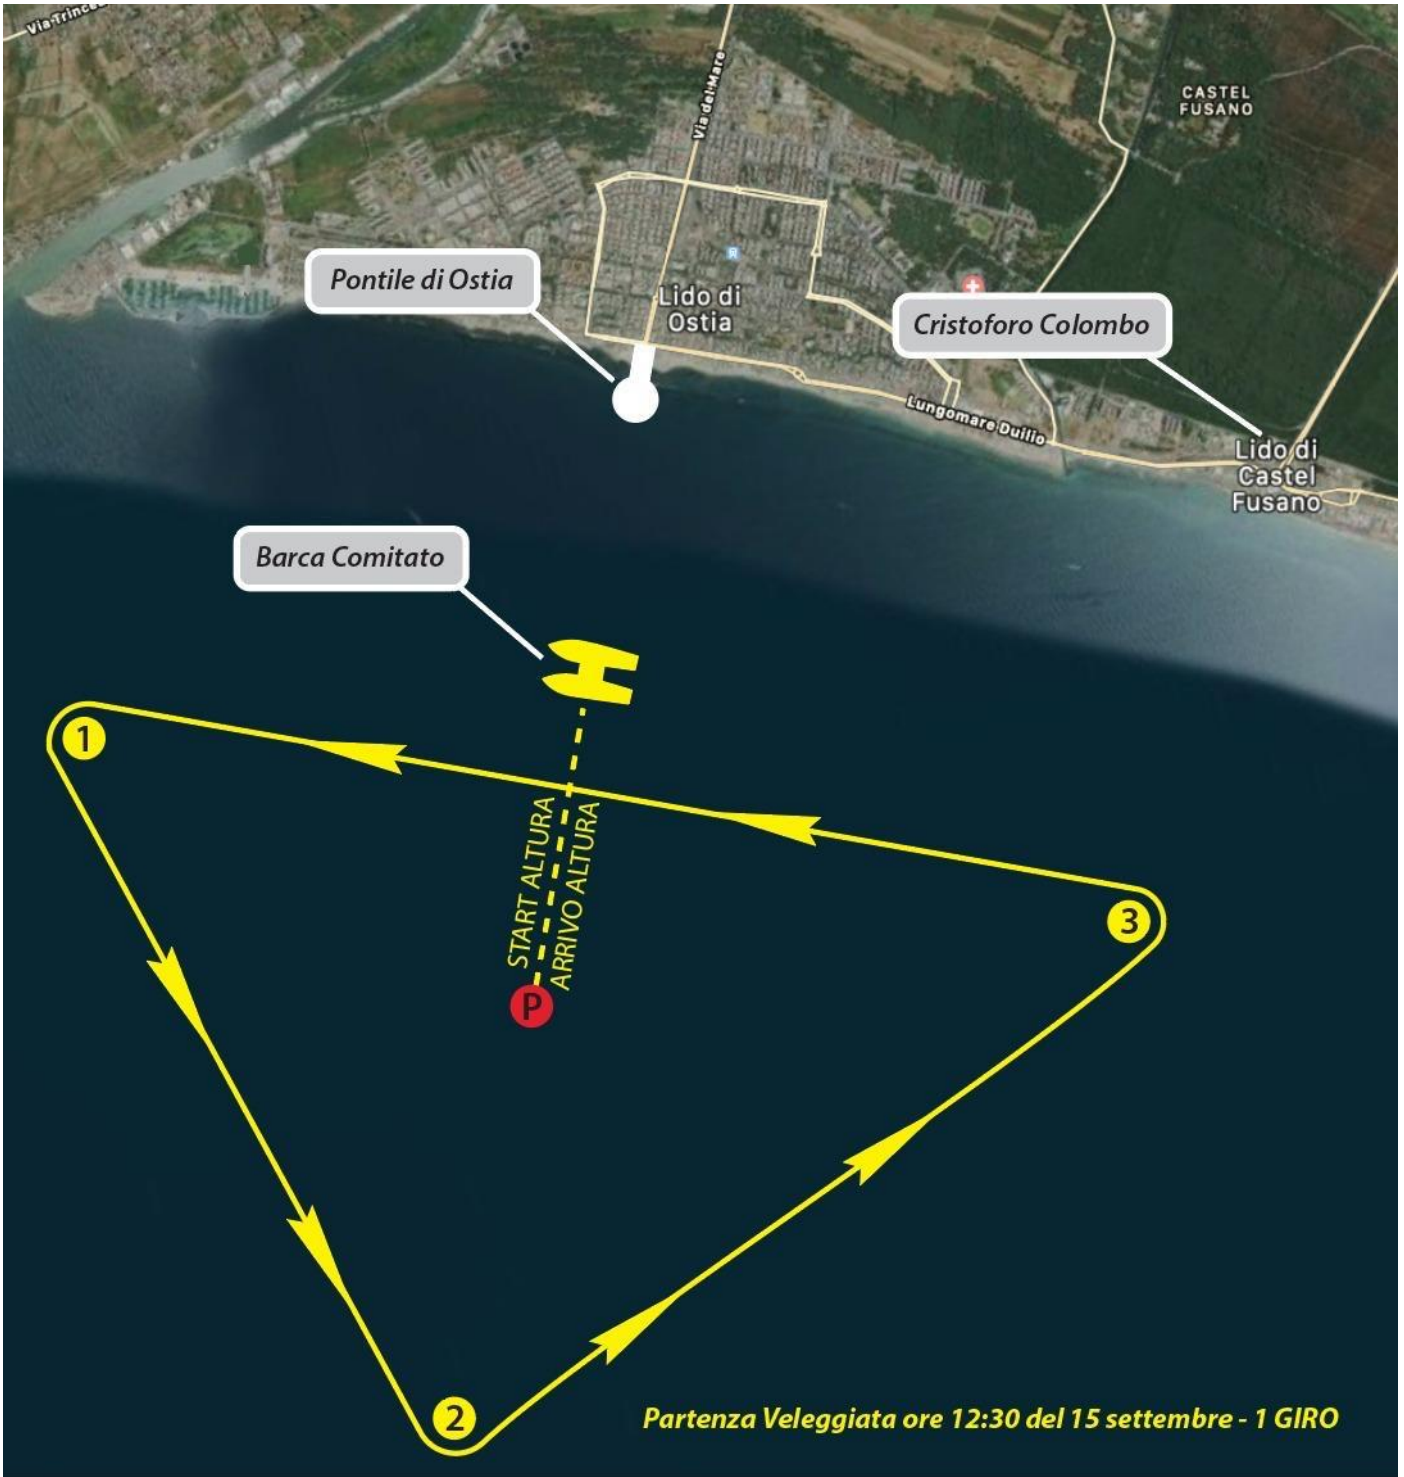 Via del Mare
CASTEL
FUSANO
Pontile di Ostia
Lido di
Ostia
Cristoforo Colombo
Lungomare Duilio
Lido di
Castel
Fusano
Barca Comitato
1
START ALTURA
ARRIVO ALTURA
3
P
2
Partenza Veleggiata ore 12:30 del 15 settembre - 1 GIRO